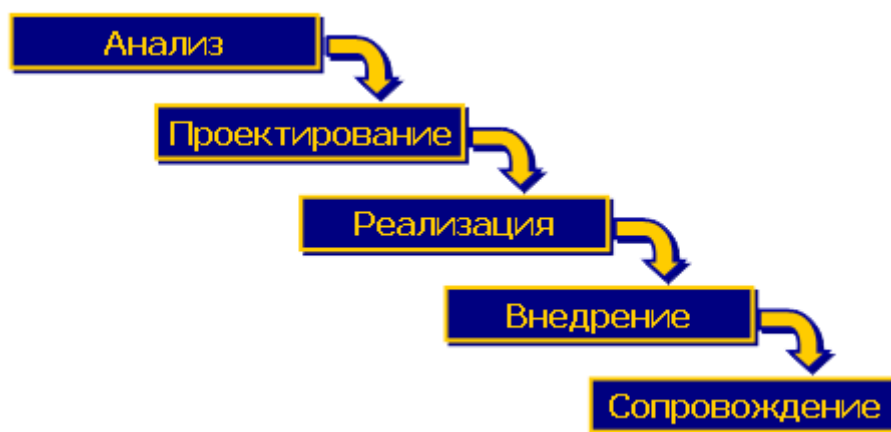 Анализ
Проектирование
Реализация
Внедрение
Сопровождение